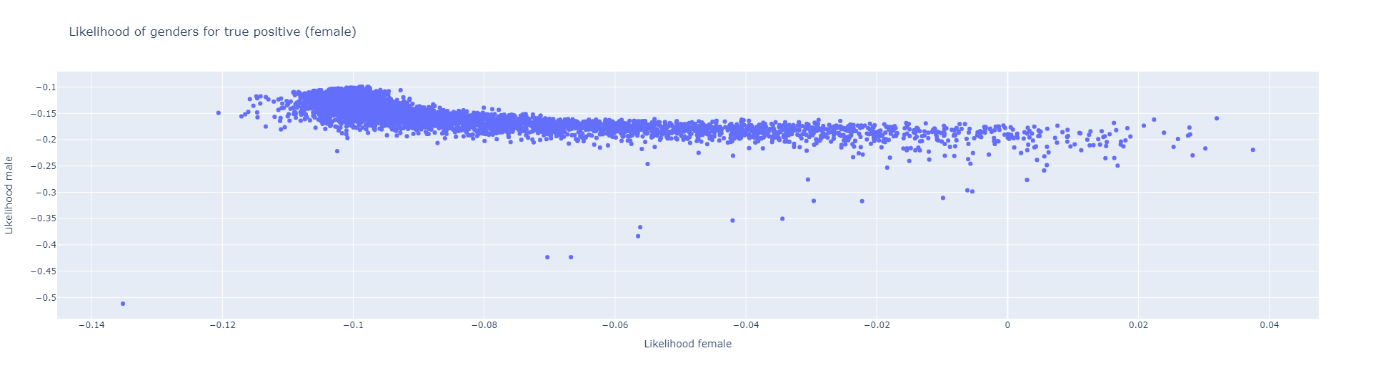 Likelihood of genders for true positive (female)
Likelihood male
−0.1
−0.15
−0.2
−0.25
−0.3
−0.35
−0.4
−0.45
−0.5
−0.14 −0.12 −0.1 −0.08 −0.06 −0.04 −0.02 0 0.02 0.04
Likelihood female